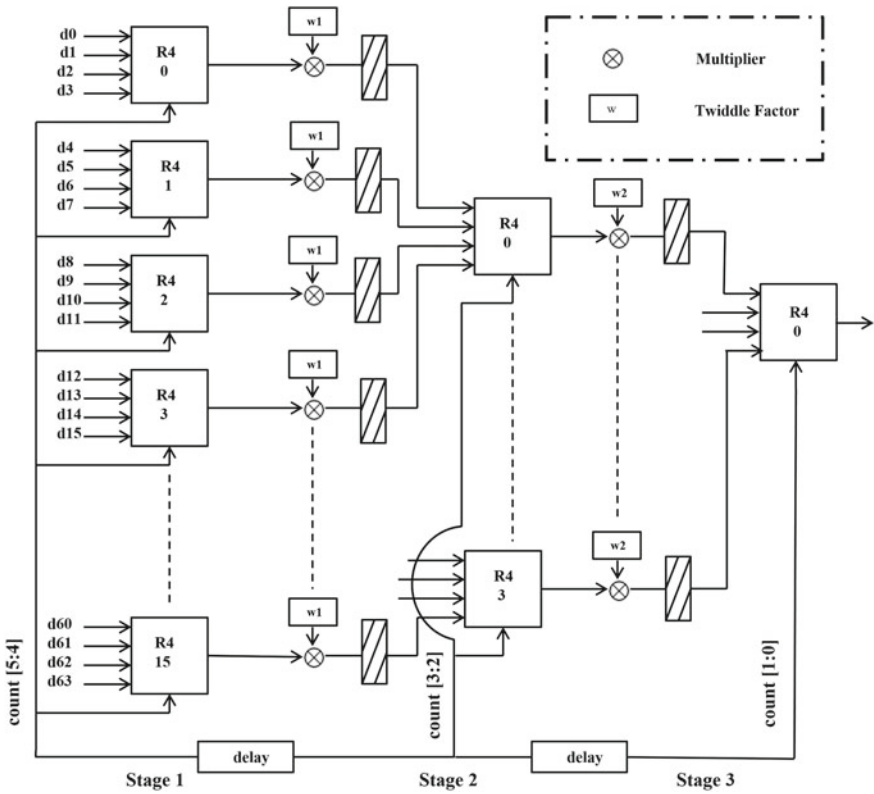 d0
d1
d2
d3
R4
0
w1
d4
d5
d6
d7
R4
1
w1
d8
d9
d10
d11
R4
2
w1
d12
d13
d14
d15
R4
3
w1
d60
d61
d62
d63
R4
15
w1
R4
0
w2
R4
3
w2
R4
0
Multiplier
w
Twiddle Factor
count [5:4]
count [3:2]
count [1:0]
delay
delay
Stage 1
Stage 2
Stage 3